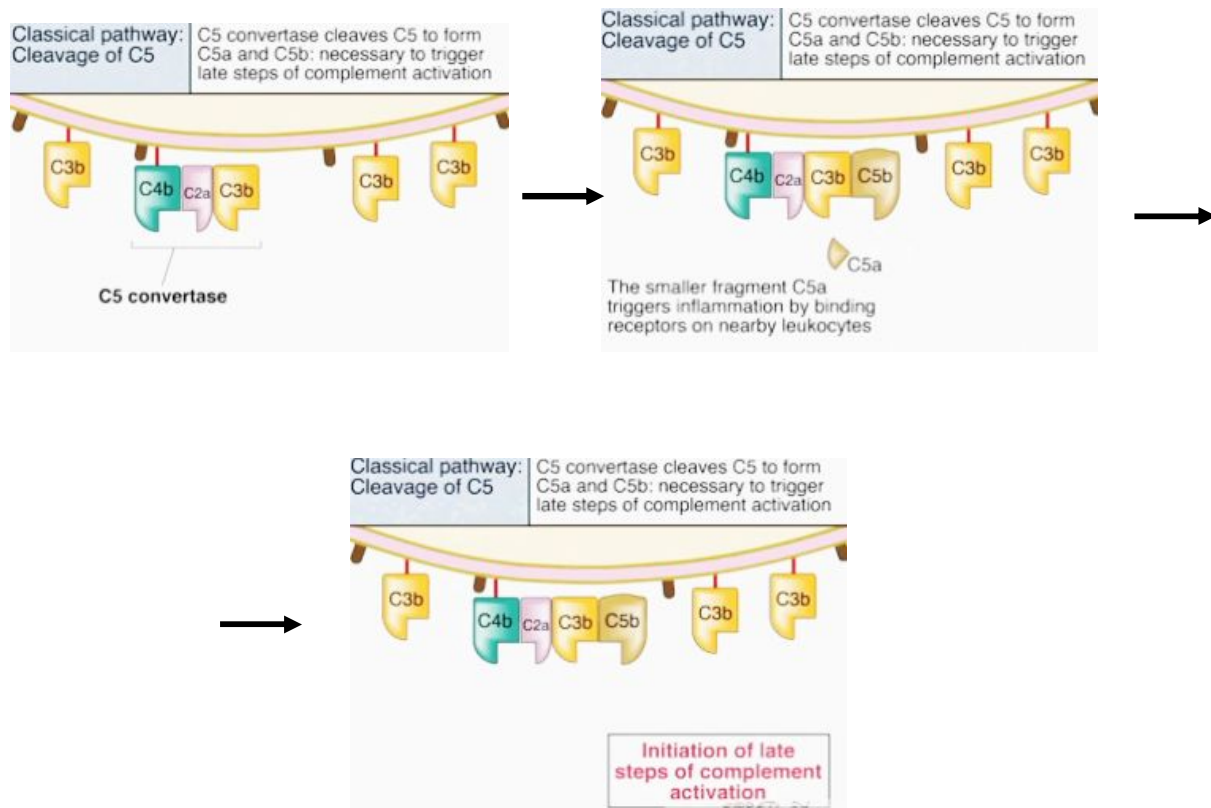 Classical pathway:
Cleavage of C5
C5 convertase cleaves C5 to form
C5a and C5b: necessary to trigger
late steps of complement activation
C3b
C4b
C2a
C3b
C3b
C3b
C5 convertase
Classical pathway:
Cleavage of C5
C5 convertase cleaves C5 to form
C5a and C5b: necessary to trigger
late steps of complement activation
C3b
C4b
C2a
C3b
C5b
C3b
C3b
C5a
The smaller fragment C5a
triggers inflammation by binding
receptors on nearby leukocytes
Classical pathway:
Cleavage of C5
C5 convertase cleaves C5 to form
C5a and C5b: necessary to trigger
late steps of complement activation
C3b
C4b
C2a
C3b
C5b
C3b
C3b
Initiation of late
steps of complement
activation